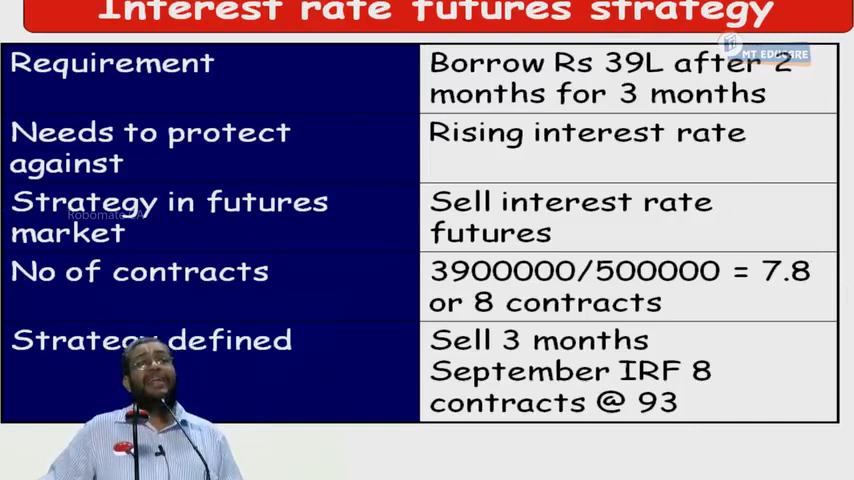 Interest rate futures strategy
MT EDUCARE
Requirement
Borrow Rs 39L after 2
months for 3 months
Needs to protect
against
Rising interest rate
Strategy in futures
market
Robomate CA
Sell interest rate
futures
No of contracts
3900000/500000 = 7.8
or 8 contracts
Strategy defined
Sell 3 months
September IRF 8
contracts @ 93